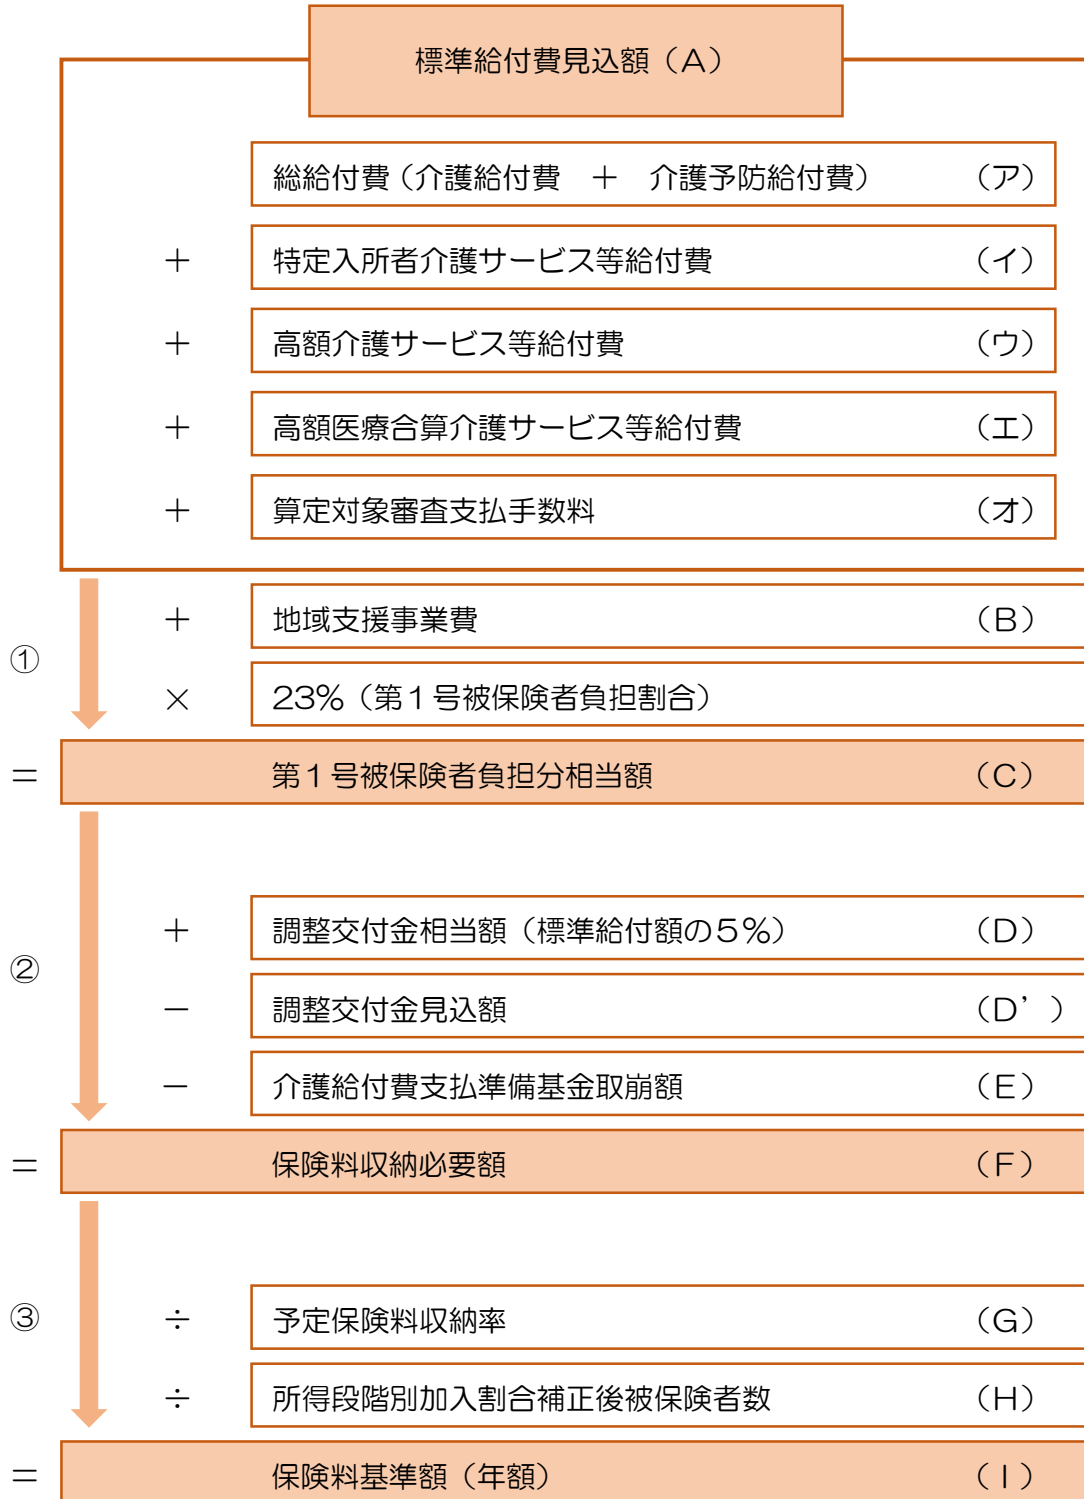 標準給付費見込額（A）
総給付費（介護給付費　＋　介護予防給付費）　（ア）
＋　特定入所者介護サービス等給付費　（イ）
＋　高額介護サービス等給付費　（ウ）
＋　高額医療合算介護サービス等給付費　（エ）
＋　算定対象審査支払手数料　（オ）
＋　地域支援事業費　（B）
①
×　23％（第１号被保険者負担割合）
＝　第１号被保険者負担分相当額　（C）
＋　調整交付金相当額（標準給付額の５％）　（D）
②
－　調整交付金見込額　（D’）
－　介護給付費支払準備基金取崩額　（E）
＝　保険料収納必要額　（F）
③　÷　予定保険料収納率　（G）
÷　所得段階別加入割合補正後被保険者数　（H）
＝　保険料基準額（年額）　（I）